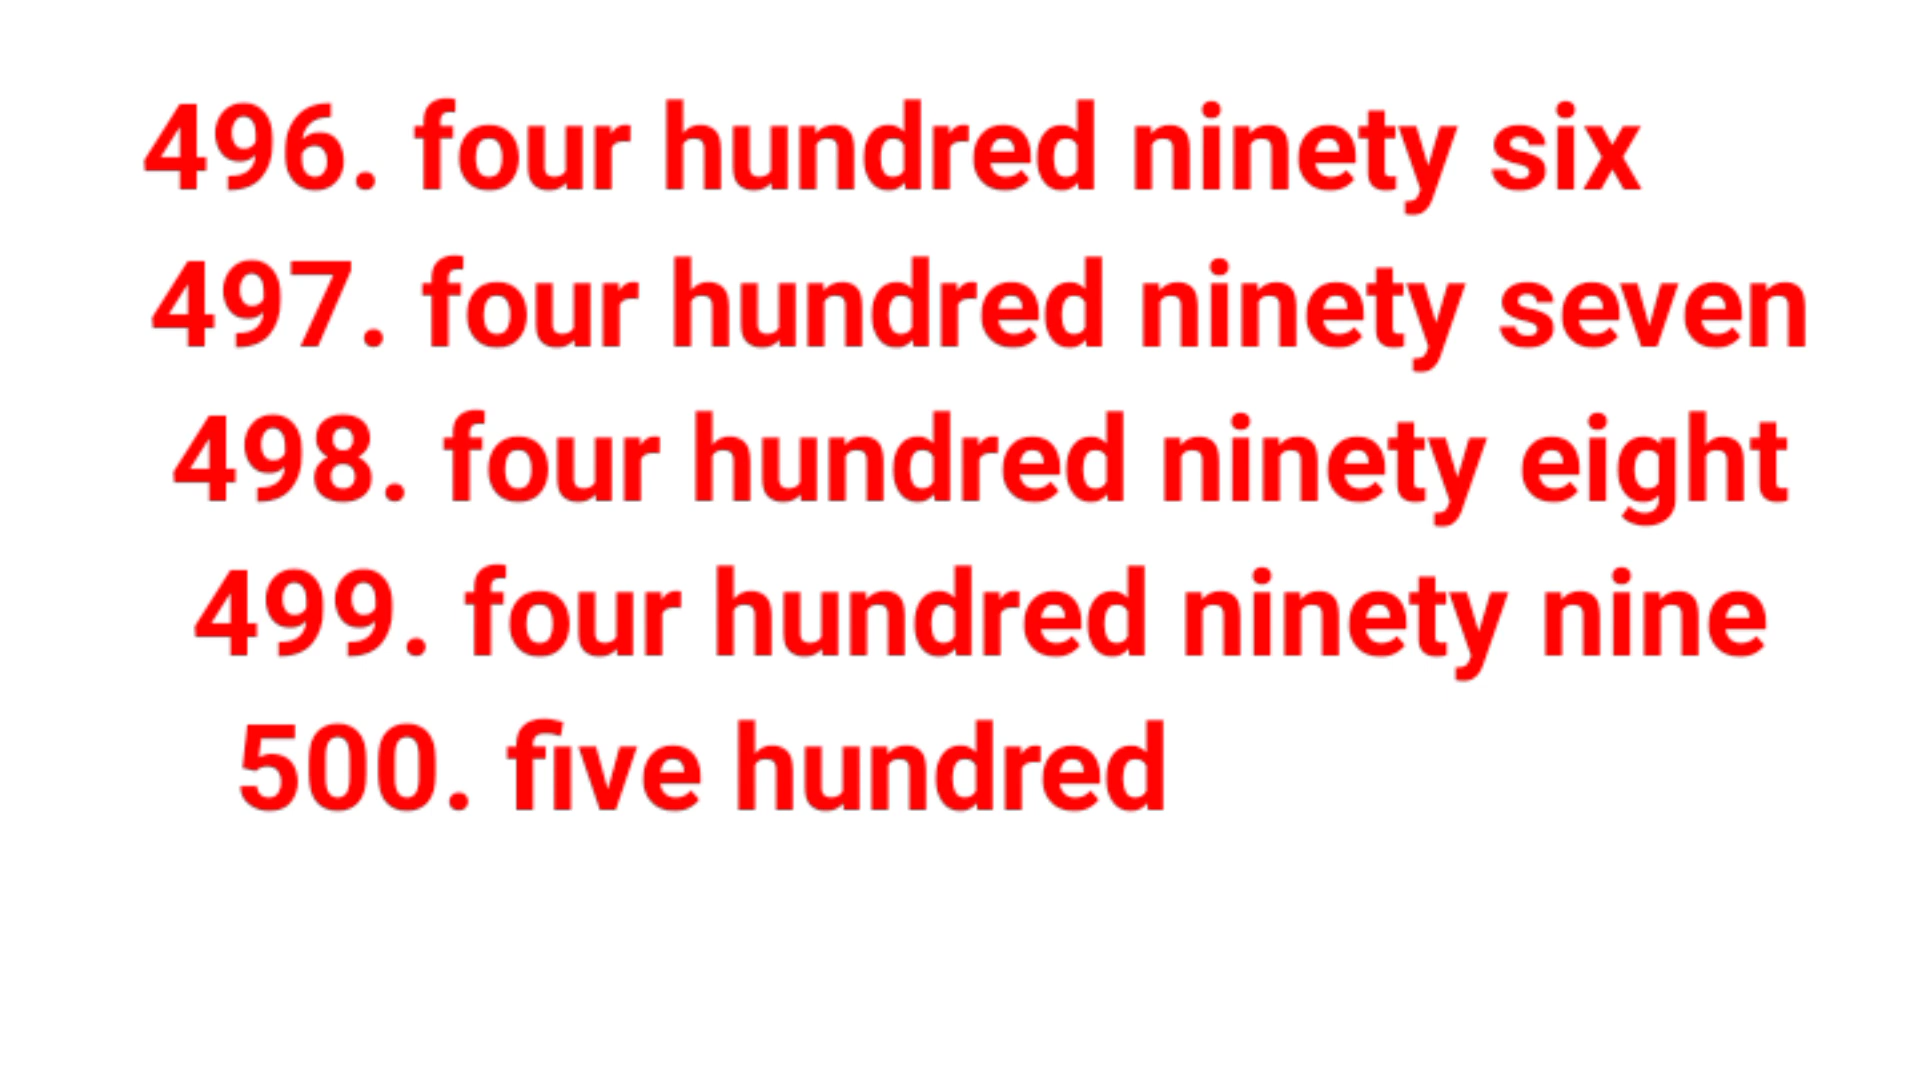 496. four hundred ninety six
497. four hundred ninety seven
498. four hundred ninety eight
499. four hundred ninety nine
500. five hundred